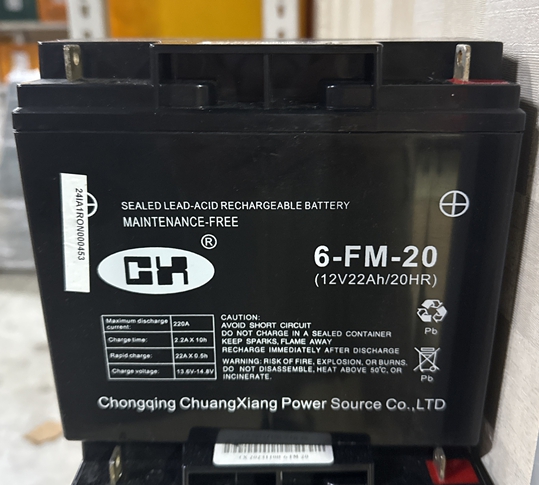 SEALED LEAD-ACID RECHARGEABLE BATTERY
MAINTENANCE-FREE
24IA1RON000453
CX ®
6-FM-20
(12V22Ah/20HR)
Pb
Pb
Maximum discharge current: 220A
Charge time: 2.2A X 10h
Rapid charge: 22A X 0.5h
Charge voltage: 13.6V-14.8V
CAUTION:
AVOID SHORT CIRCUIT
DO NOT CHARGE IN A SEALED CONTAINER
KEEP SPARKS, FLAME AWAY
RECHARGE IMMEDIATELY AFTER DISCHARGE
WARNING: RISK OF FIRE, EXPLOSION, OR BURNS.
DO NOT DISASSEMBLE, HEAT ABOVE 50°C, OR
INCINERATE.
Chongqing ChuangXiang Power Source Co.,LTD